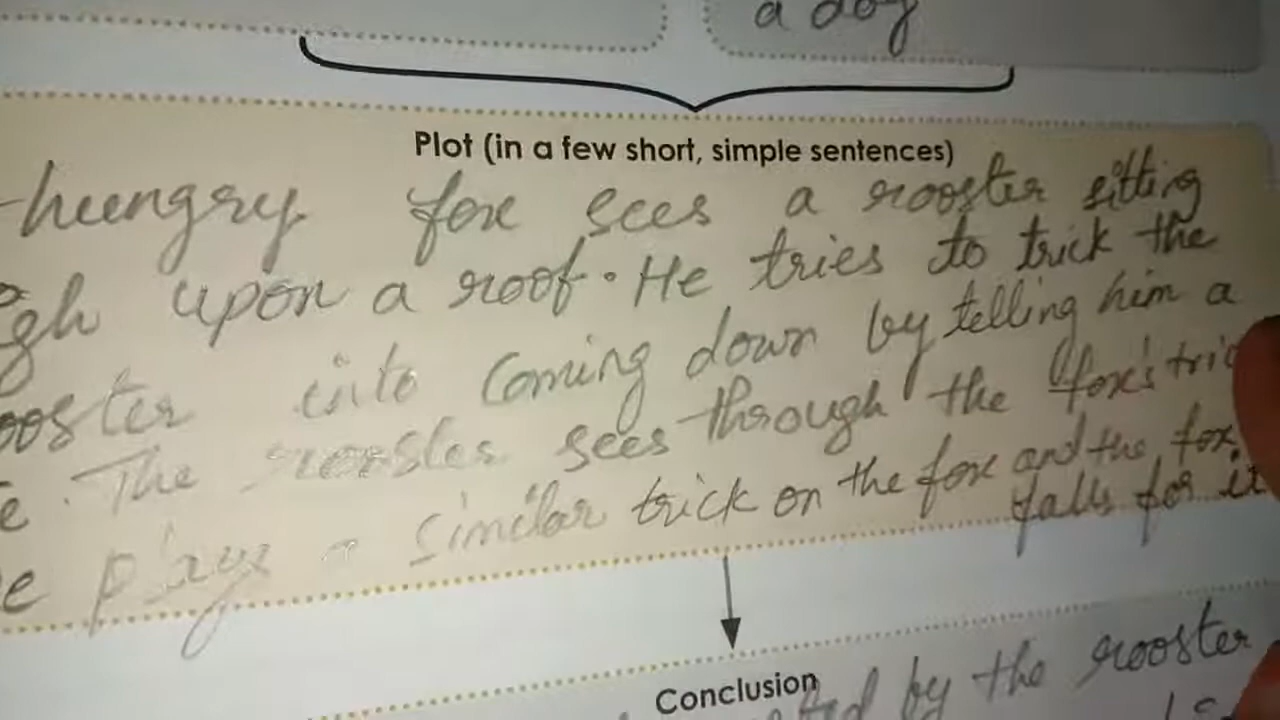 a dog
Plot (in a few short, simple sentences)
hungry fox sees a rooster sitting
upon a roof. He tries to trick the
into coming down by telling him a
The rooster sees through the fox's
plays a similar trick on the fox and the fox
falls for it
Conclusion
by the rooster